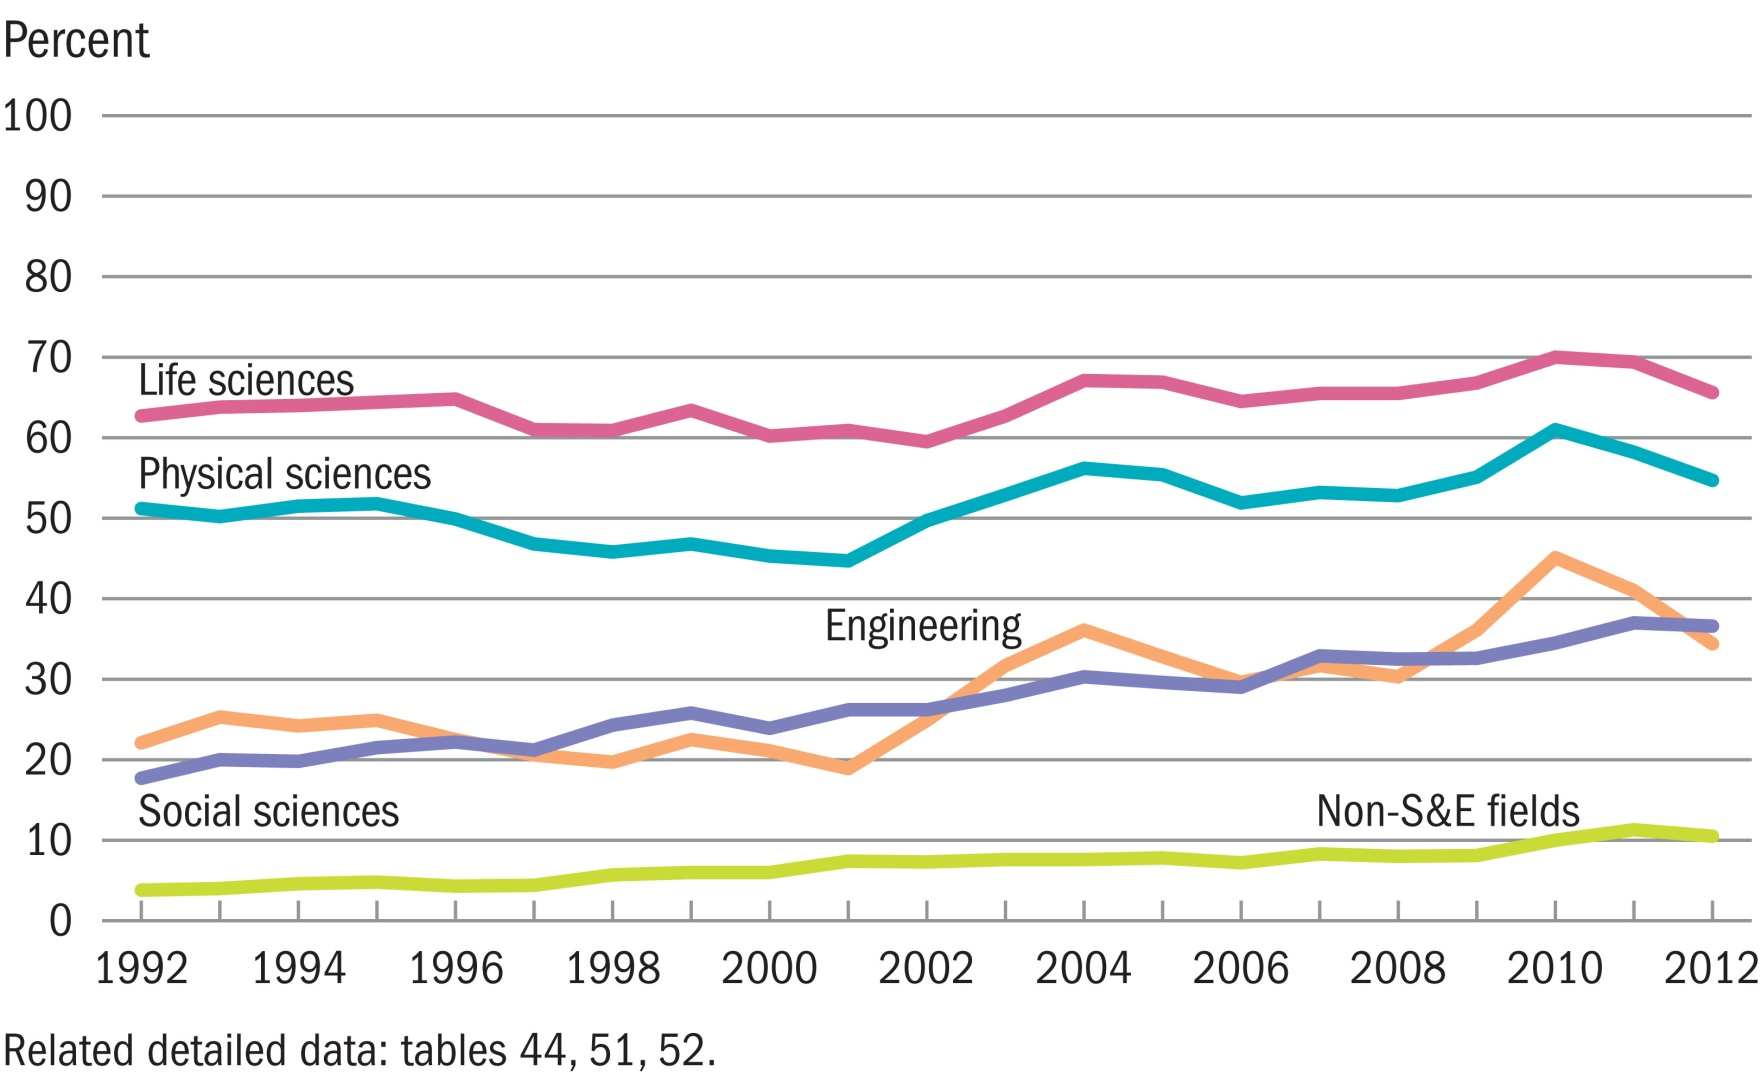 Percent
100
90
80
70
Life sciences
60
Physical sciences
50
40
Engineering
30
20
Social sciences
Non-S&E fields
10
0
1992 1994 1996 1998 2000 2002 2004 2006 2008 2010 2012
Related detailed data: tables 44, 51, 52.